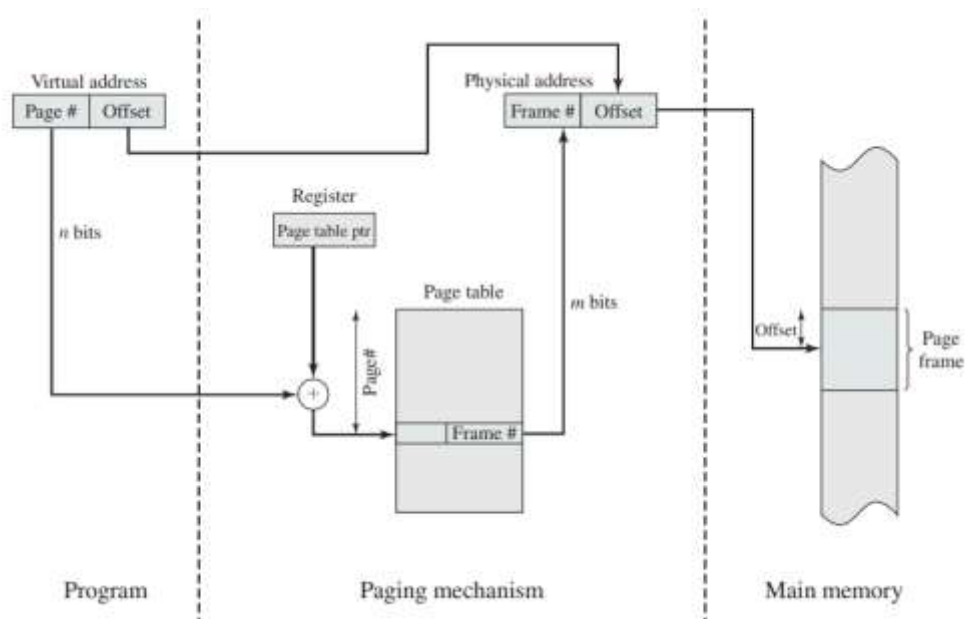 Virtual address
Page #
Offset
Physical address
Frame #
Offset
n bits
Register
Page table ptr
Page table
m bits
Page#
+
Frame #
Offset
Page
frame
Program
Paging mechanism
Main memory